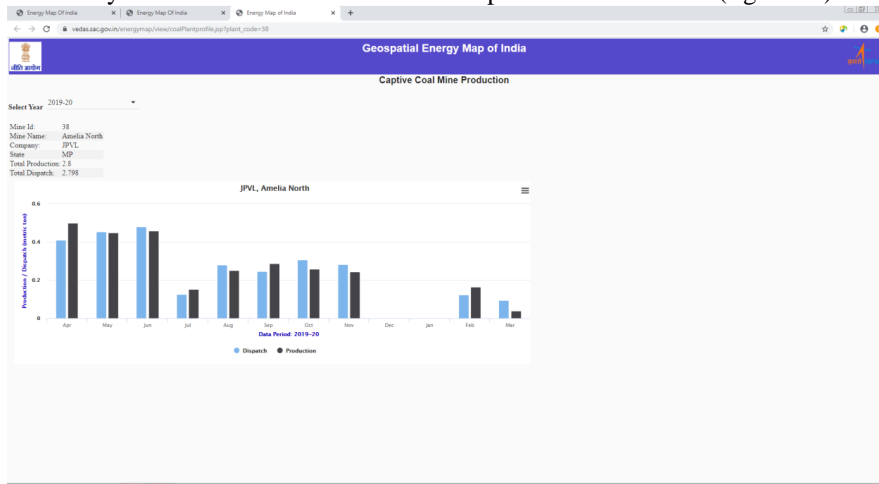 Energy Map Of India
Energy Map Of India
Energy Map of India
vedas.sac.gov.in/energymap/view/coalPlantprofile.jsp?plant_code=38
Geospatial Energy Map of India
नीति आयोग
Captive Coal Mine Production
Select Year 2019-20
Mine Id: 38
Mine Name: Amelia North
Company: JPVL
State MP
Total Production: 2.8
Total Dispatch: 2.798
JPVL, Amelia North
Production / Dispatch (metric ton)
0.6
0.4
0.2
0
Apr May Jun Jul Aug Sep Oct Nov Dec Jan Feb Mar
Data Period: 2019-20
Dispatch Production